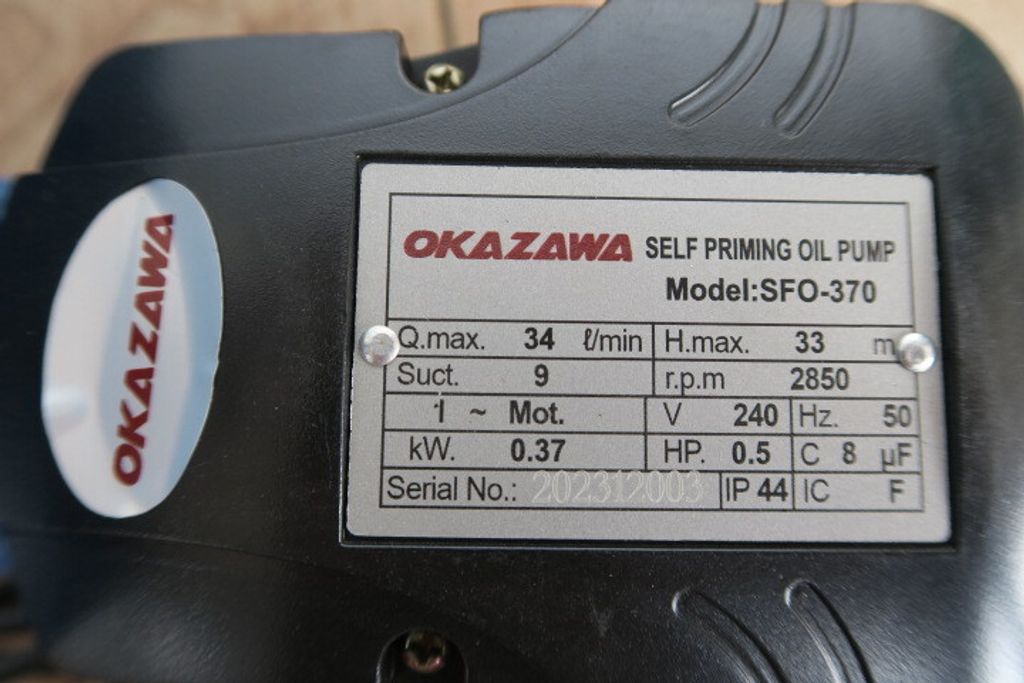 OKAZAWA
OKAZAWA SELF PRIMING OIL PUMP
Model:SFO-370
Q.max. 34 ℓ/min H.max. 33 m
Suct. 9 r.p.m 2850
1 ~ Mot. V 240 Hz. 50
kW. 0.37 HP. 0.5 C 8 µF
Serial No.: 202312003 IP 44 IC F